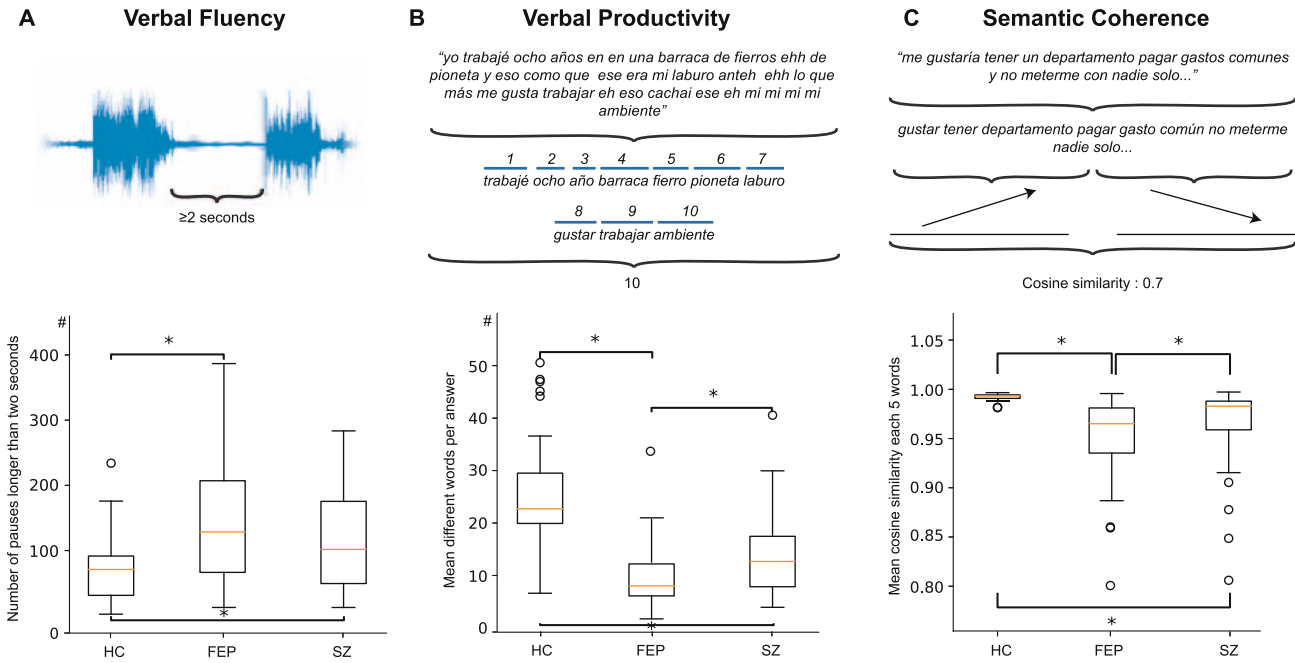 A
Verbal Fluency
≥2 seconds
#
Number of pauses longer than two seconds
400
300
200
100
0
*
*
HC
FEP
SZ
B
Verbal Productivity
“yo trabajé ocho años en en una barraca de fierros ehh de
pioneta y eso como que ese era mi laburo anteh ehh lo que
más me gusta trabajar eh eso cachai ese eh mi mi mi mi
ambiente”
1 2 3 4 5 6 7
trabajé ocho año barraca fierro pioneta laburo
8 9 10
gustar trabajar ambiente
10
#
Mean different words per answer
50
40
30
20
10
0
*
*
*
HC
FEP
SZ
C
Semantic Coherence
“me gustaría tener un departamento pagar gastos comunes
y no meterme con nadie solo...”
gustar tener departamento pagar gasto común no meterme
nadie solo...
Cosine similarity : 0.7
Mean cosine similarity each 5 words
1.05
1.00
0.95
0.90
0.85
0.80
*
*
*
HC
FEP
SZ